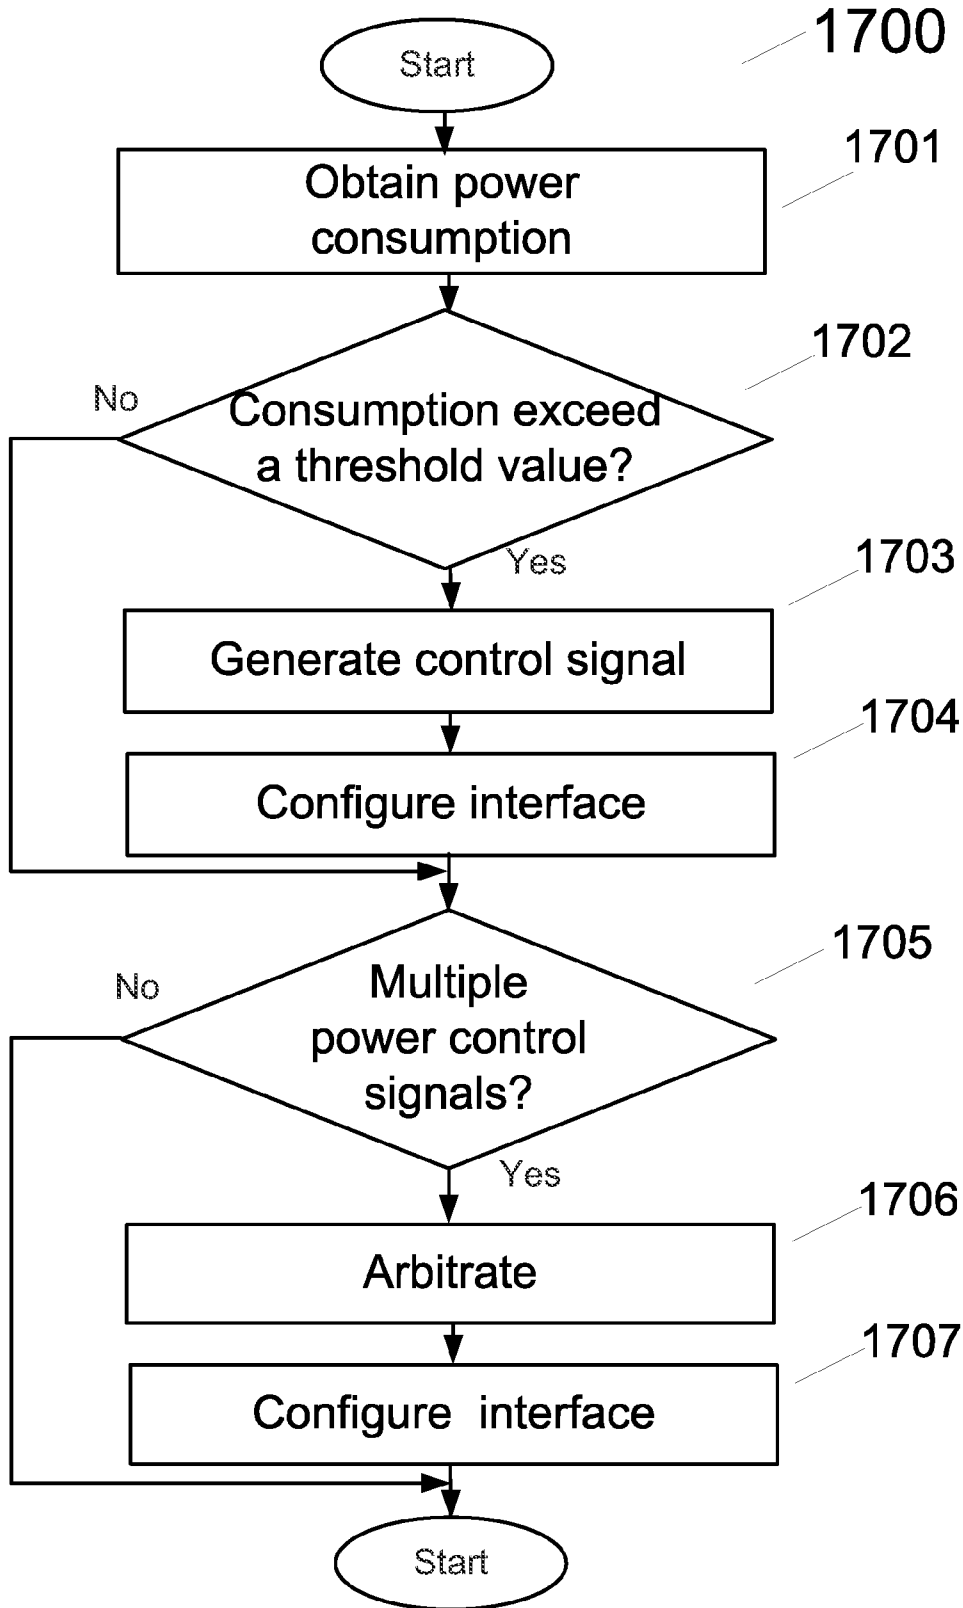 1700
Start
1701
Obtain power
consumption
1702
No
Consumption exceed
a threshold value?
Yes
1703
Generate control signal
1704
Configure interface
1705
No
Multiple
power control
signals?
Yes
1706
Arbitrate
1707
Configure interface
Start